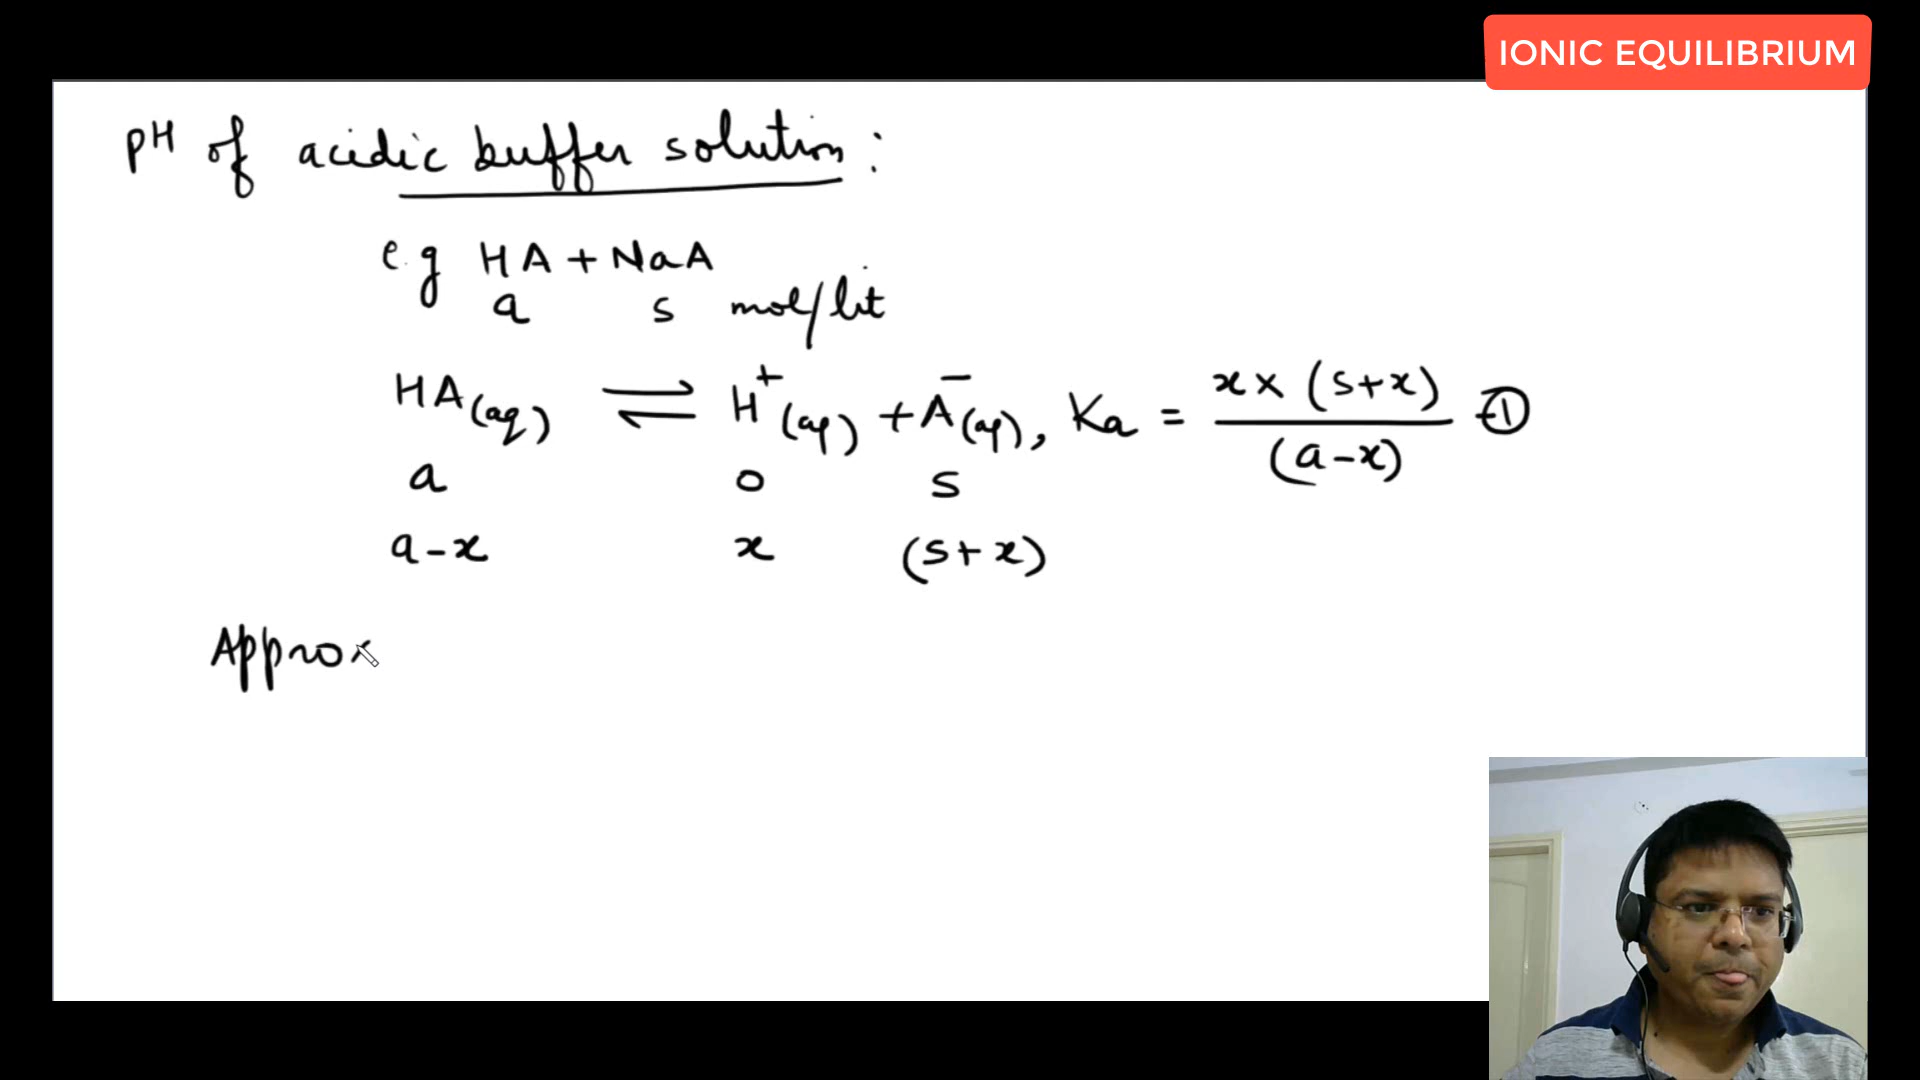 IONIC EQUILIBRIUM
pH of acidic buffer solution :
e.g HA + NaA
a s mol/lit
HA(aq) ⇌ H⁺(aq) + A⁻(aq), Ka = x × (s+x) / (a-x) -①
a 0 s
a-x x (s+x)
Approx